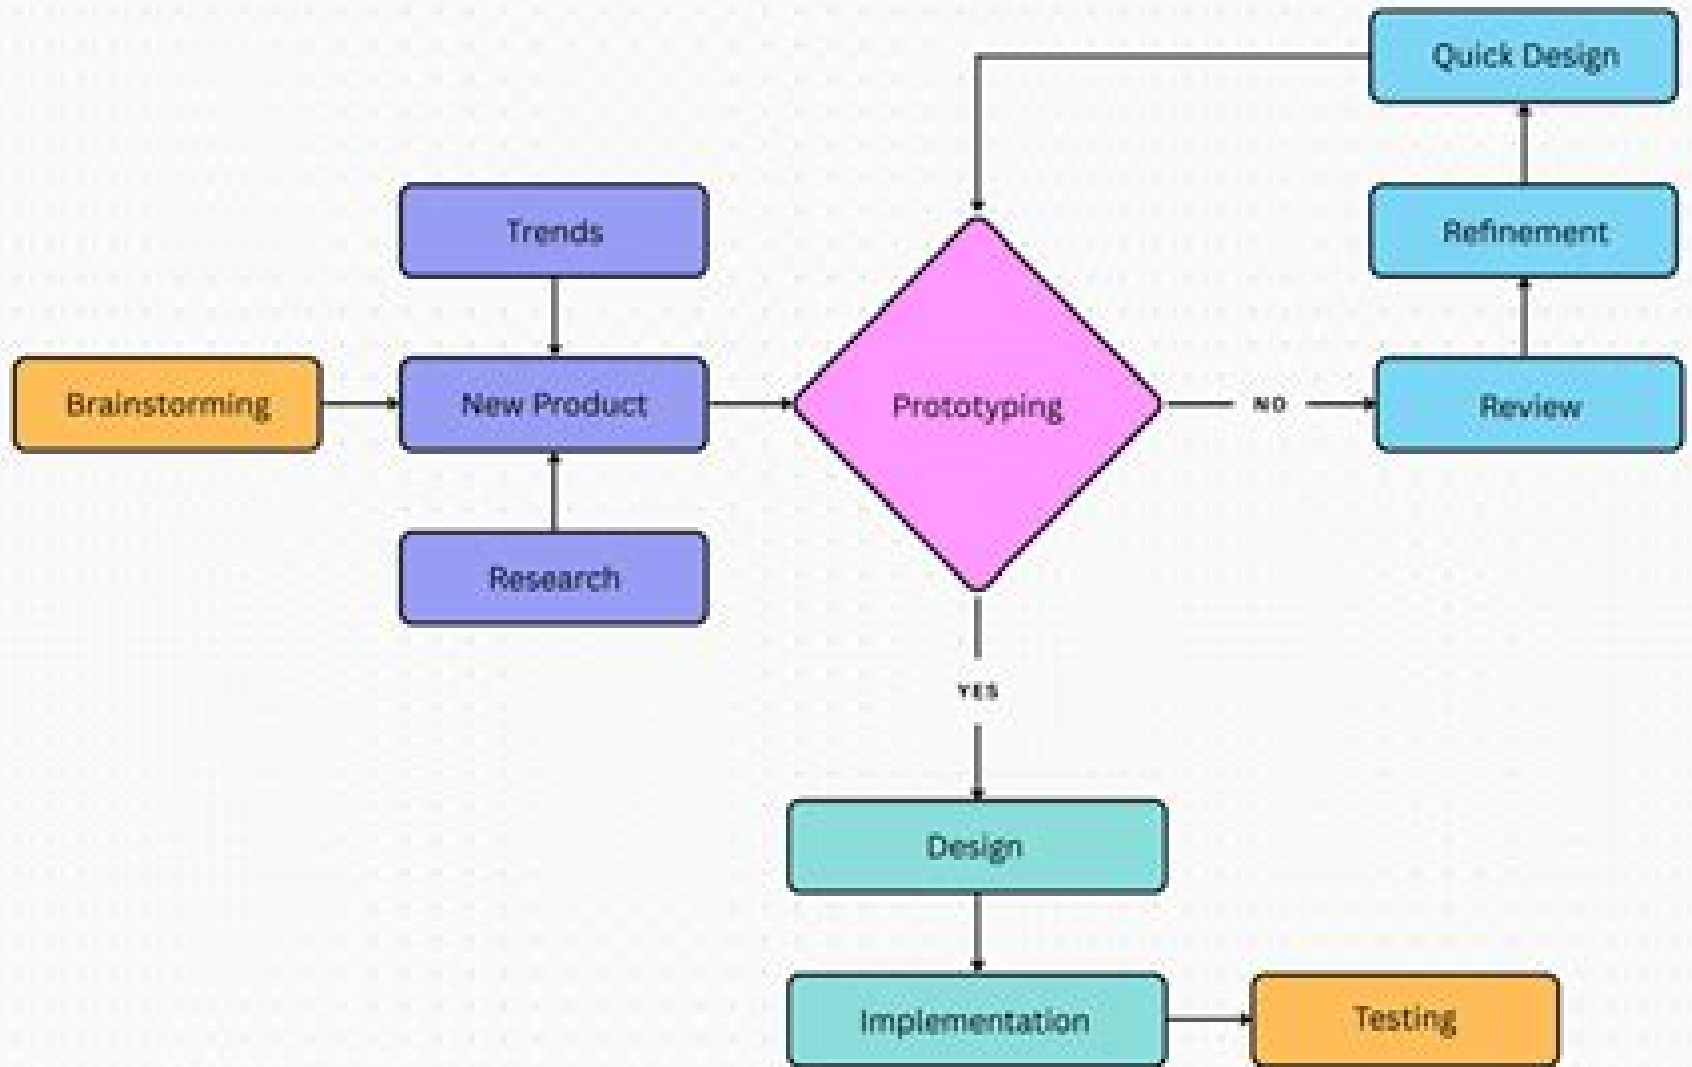 Quick Design
Trends
Refinement
Brainstorming
New Product
Prototyping
NO
Review
Research
YES
Design
Implementation
Testing